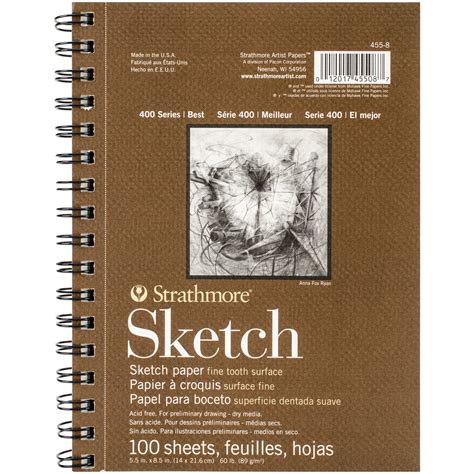 Made in the U.S.A.
Fabriqué aux États-Unis
Hecho en E.E.U.U.
Strathmore Artist Papers™
A division of Pacon Corporation
Neenah, WI 54956
www.strathmoreartist.com
455-8
0 12017 45508 7
400 Series | Best
Série 400 | Meilleur
Serie 400 | El mejor
Anna Fox Ryan
Strathmore®
Sketch
Sketch paper fine tooth surface
Papier à croquis surface fine
Papel para boceto superficie dentada suave
Acid free. For preliminary drawing - dry media.
Sans acide. Pour dessins préliminaires - médias secs.
Sin ácido. Para ilustraciones preliminares - medios en seco.
100 sheets, feuilles, hojas
5.5 in. x 8.5 in. (14 x 21.6 cm) 60 lb. (89 g/m²)